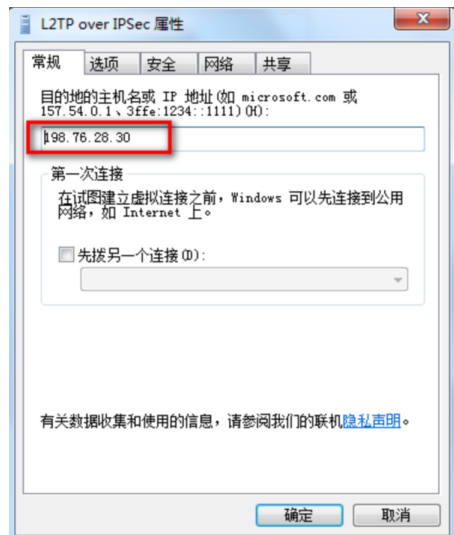 L2TP over IPSec 属性
常规 选项 安全 网络 共享
目的地的主机名或 IP 地址(如 microsoft.com 或
157.54.0.1、3ffe:1234::1111)(H):
198.76.28.30
第一次连接
在试图建立虚拟连接之前，Windows 可以先连接到公用
网络，如 Internet 上。
先拨另一个连接(D):
有关数据收集和使用的信息，请参阅我们的联机隐私声明。
确定 取消